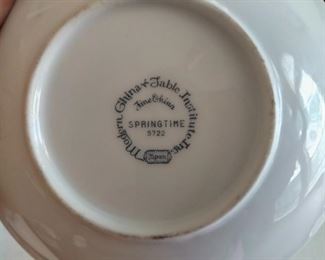 Modern China & Table Institute, Inc.
Fine China
SPRINGTIME
5722
Japan